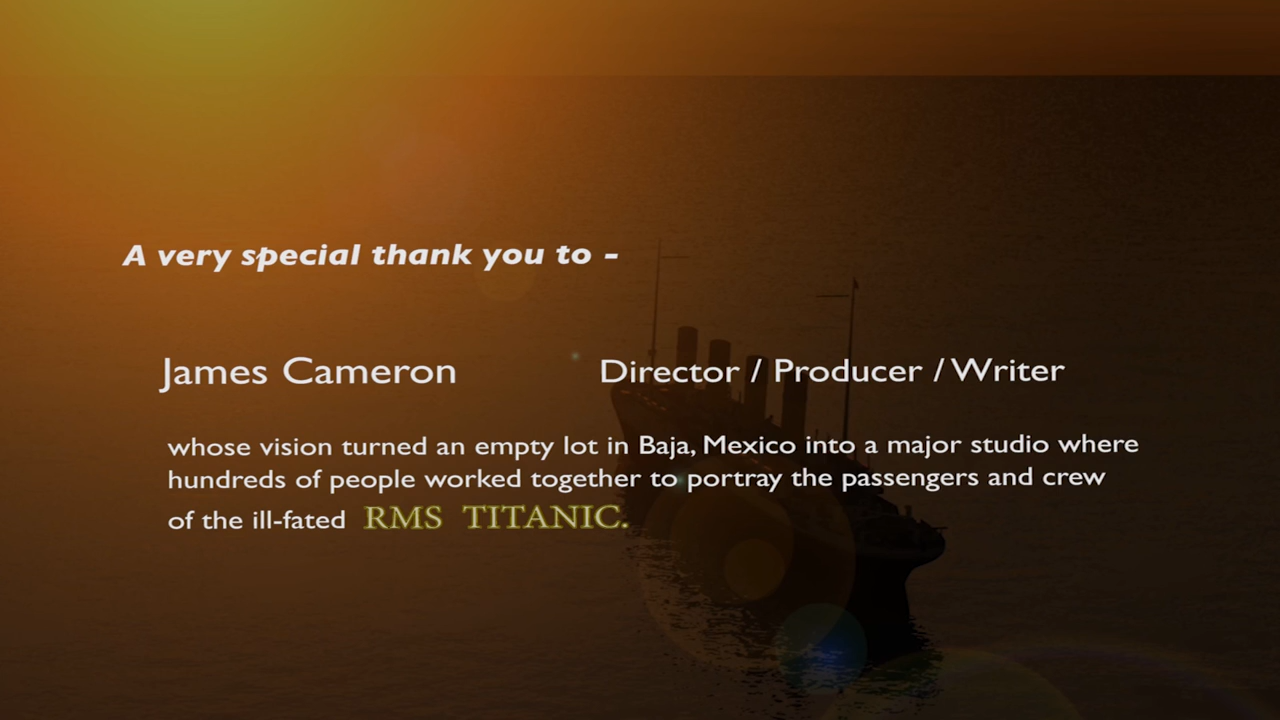 A very special thank you to -
James Cameron Director / Producer / Writer
whose vision turned an empty lot in Baja, Mexico into a major studio where
hundreds of people worked together to portray the passengers and crew
of the ill-fated RMS TITANIC.